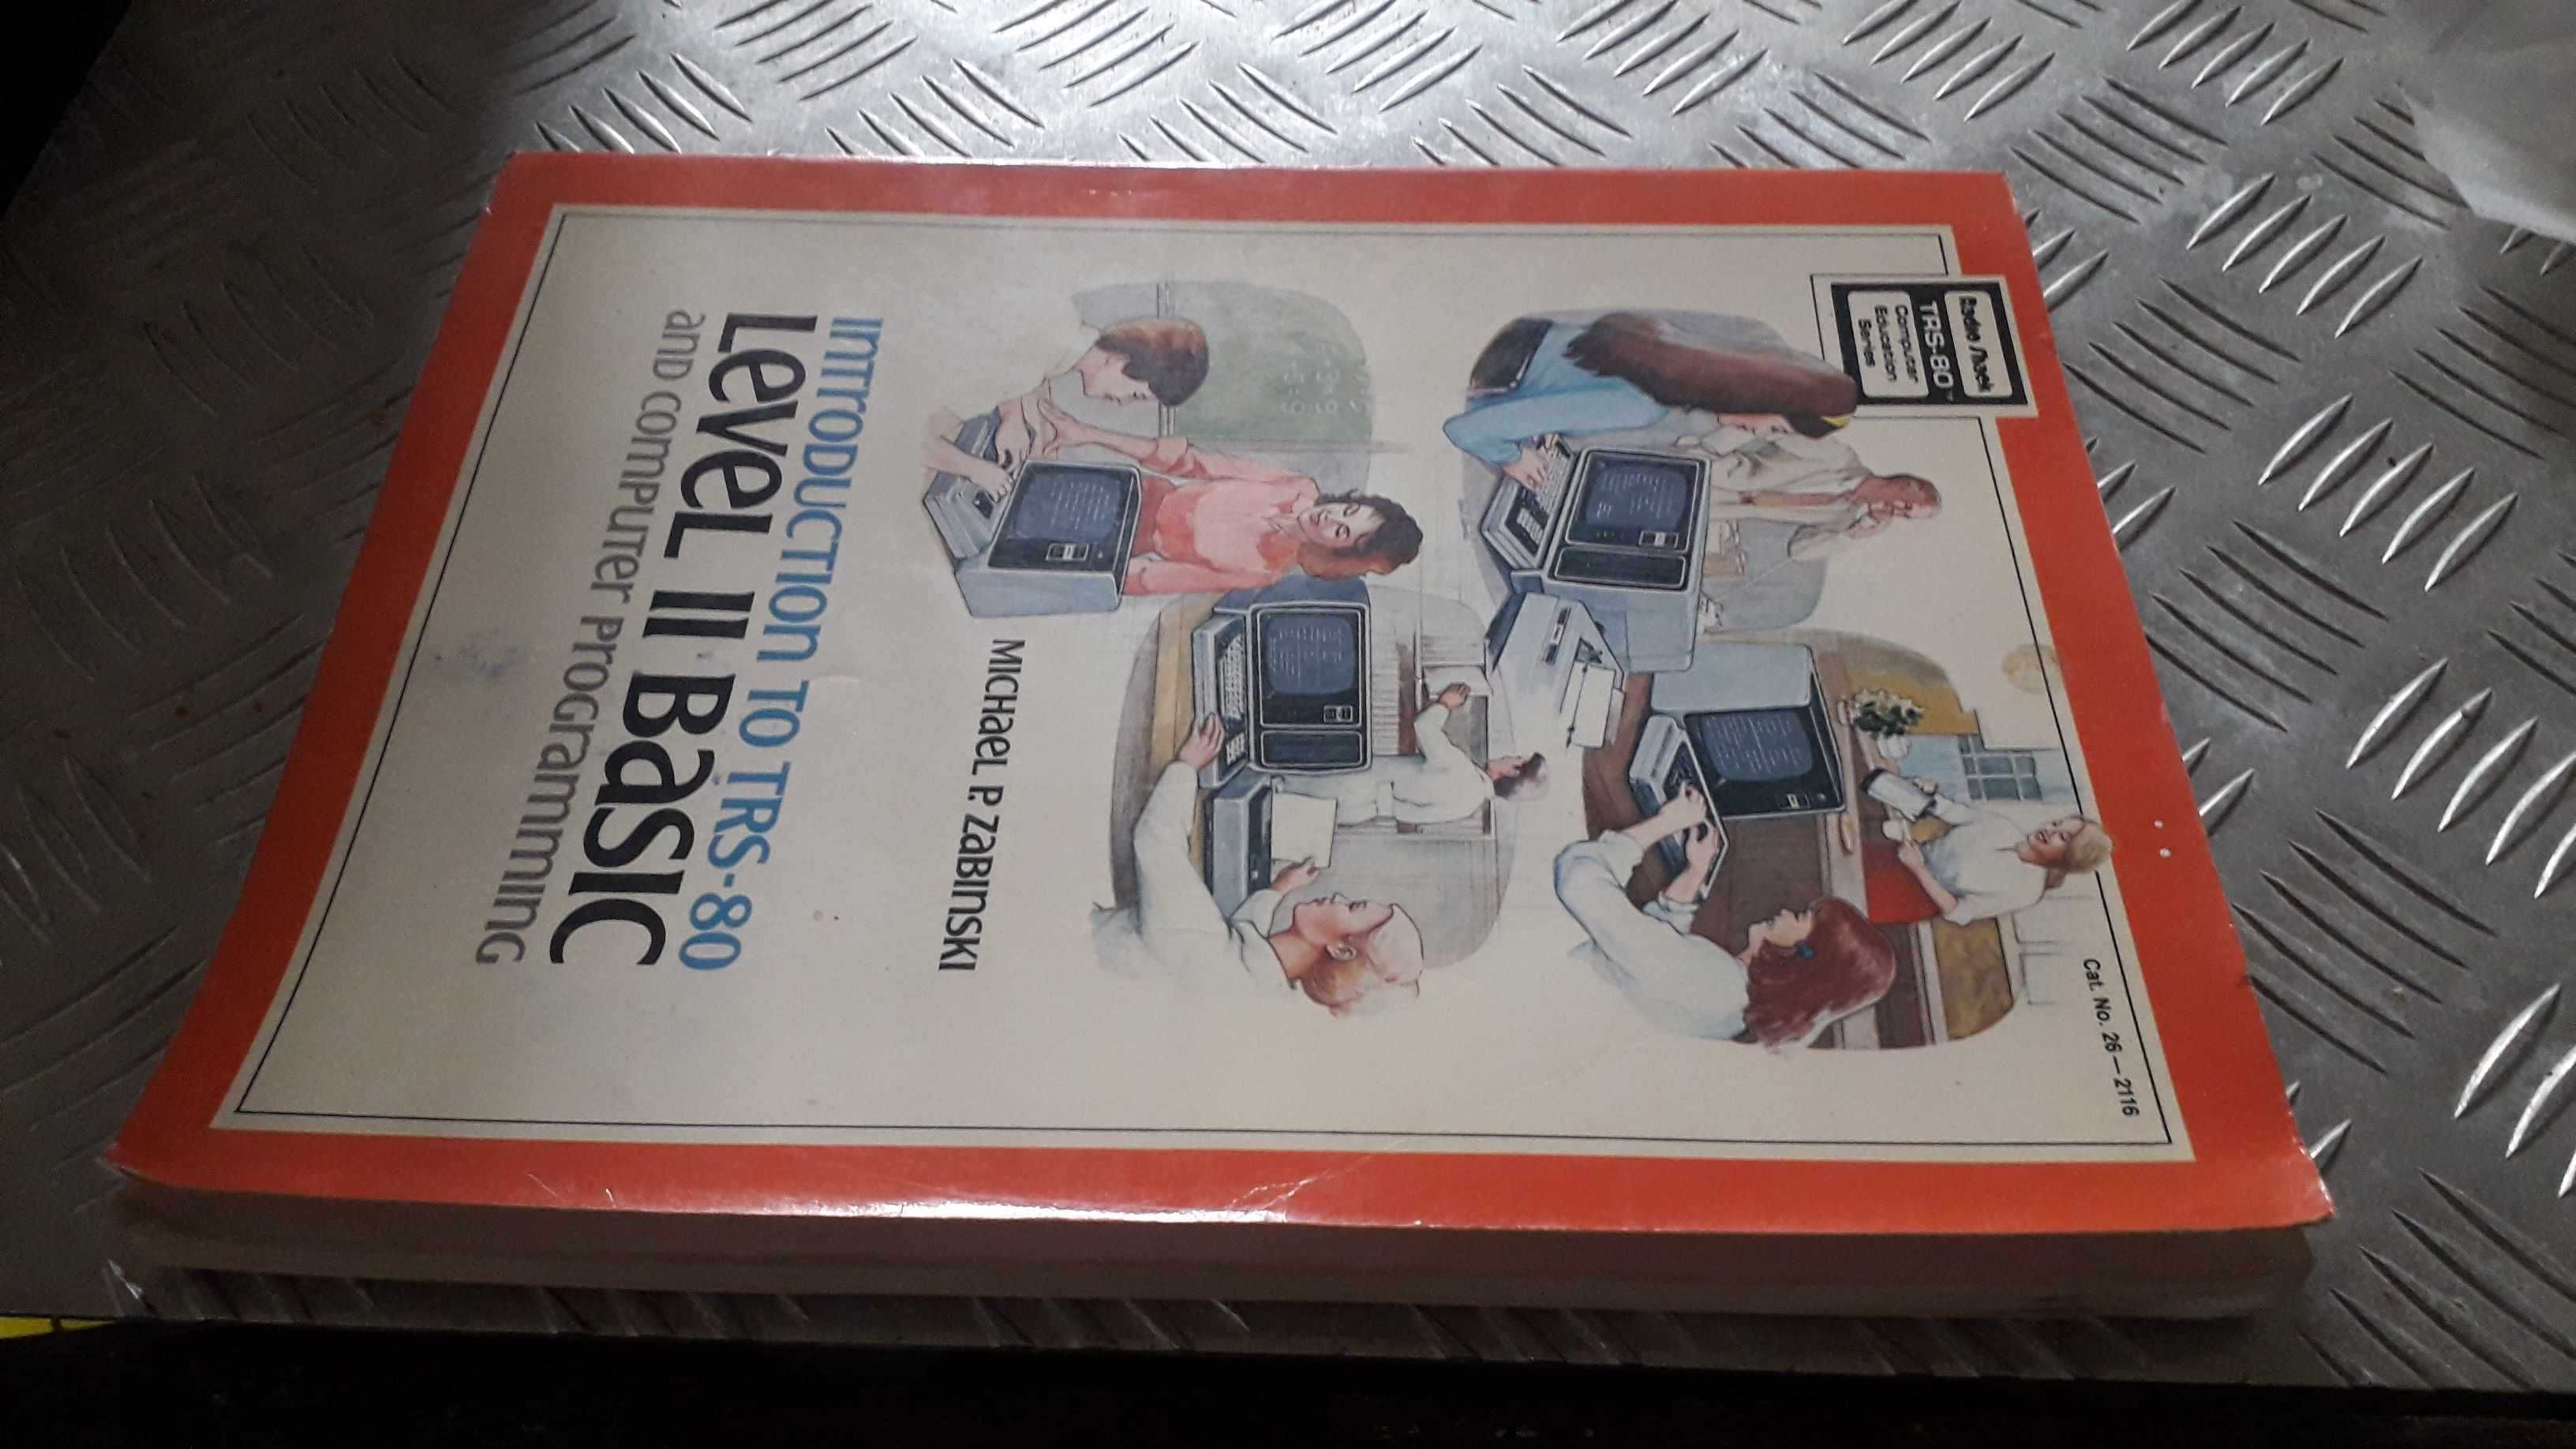 Radio Shack
TRS-80™
Computer
Education
Series
Cat. No. 26—2116
MICHAEL P. ZABINSKI
INTRODUCTION TO TRS-80
LEVEL II BASIC
AND COMPUTER PROGRAMMING